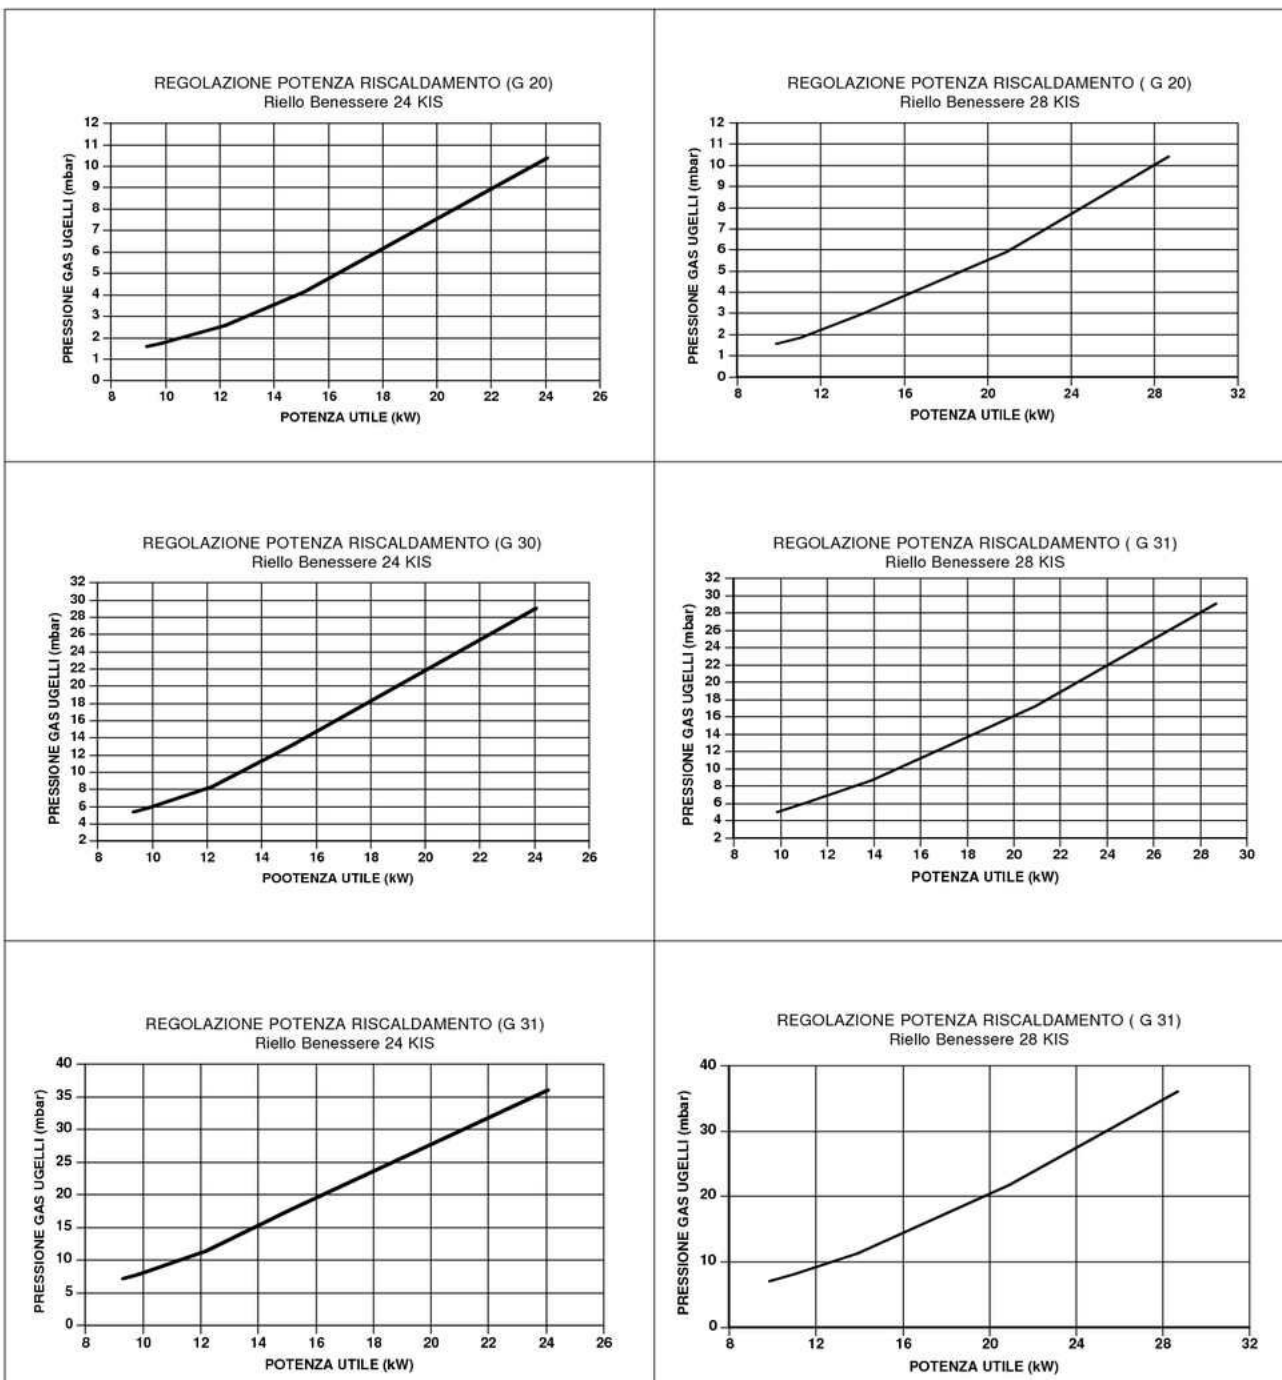 REGOLAZIONE POTENZA RISCALDAMENTO (G 20)
Riello Benessere 24 KIS
PRESSIONE GAS UGELLI (mbar)
12
11
10
9
8
7
6
5
4
3
2
1
0
8 10 12 14 16 18 20 22 24 26
POTENZA UTILE (kW)
REGOLAZIONE POTENZA RISCALDAMENTO ( G 20)
Riello Benessere 28 KIS
PRESSIONE GAS UGELLI (mbar)
12
11
10
9
8
7
6
5
4
3
2
1
0
8 12 16 20 24 28 32
POTENZA UTILE (kW)
REGOLAZIONE POTENZA RISCALDAMENTO (G 30)
Riello Benessere 24 KIS
PRESSIONE GAS UGELLI (mbar)
32
30
28
26
24
22
20
18
16
14
12
10
8
6
4
2
8 10 12 14 16 18 20 22 24 26
POOTENZA UTILE (kW)
REGOLAZIONE POTENZA RISCALDAMENTO ( G 31)
Riello Benessere 28 KIS
PRESSIONE GAS UGELLI (mbar)
32
30
28
26
24
22
20
18
16
14
12
10
8
6
4
2
8 10 12 14 16 18 20 22 24 26 28 30
POTENZA UTILE (kW)
REGOLAZIONE POTENZA RISCALDAMENTO (G 31)
Riello Benessere 24 KIS
PRESSIONE GAS UGELLI (mbar)
40
35
30
25
20
15
10
5
0
8 10 12 14 16 18 20 22 24 26
POTENZA UTILE (kW)
REGOLAZIONE POTENZA RISCALDAMENTO ( G 31)
Riello Benessere 28 KIS
PRESSIONE GAS UGELLI (mbar)
40
30
20
10
0
8 12 16 20 24 28 32
POTENZA UTILE (kW)